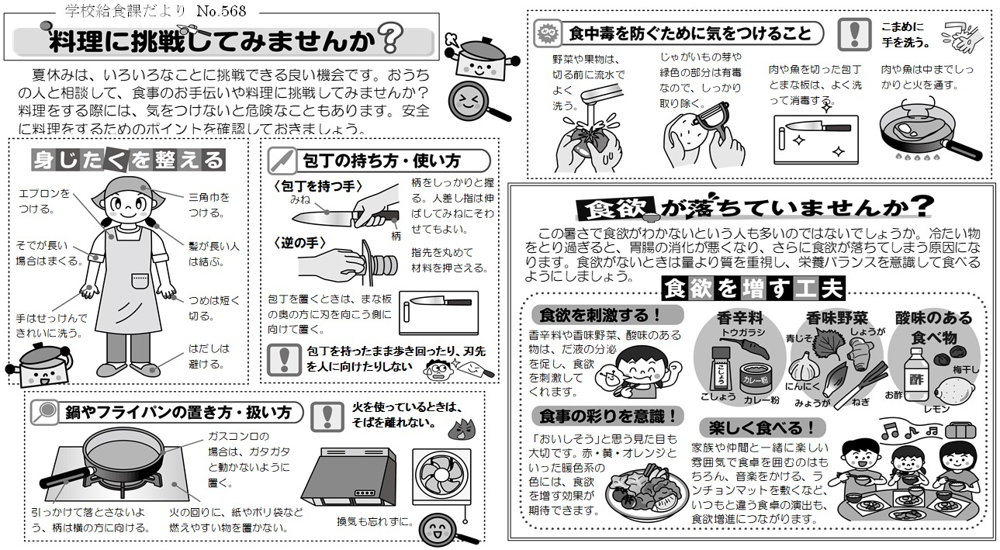 学校給食課だより No.568
料理に挑戦してみませんか？
夏休みは、いろいろなことに挑戦できる良い機会です。おうち
の人と相談して、食事のお手伝いや料理に挑戦してみませんか？
料理をする際には、気をつけないと危険なこともあります。安全
に料理をするためのポイントを確認しておきましょう。
身じたくを整える
エプロンを
つける。
三角巾を
つける。
そでが長い
場合はまくる。
髪が長い人
は結ぶ。
手はせっけんで
きれいに洗う。
つめは短く
切る。
はだしは
避ける。
包丁の持ち方・使い方
〈包丁を持つ手〉
みね
柄
柄をしっかりと握
る。人差し指は伸
ばしてみねにそわ
せてもよい。
〈逆の手〉
指先を丸めて
材料を押さえる。
包丁を置くときは、まな板
の奥の方に刃を向こう側に
向けて置く。
包丁を持ったまま歩き回ったり、刃先
を人に向けたりしない
鍋やフライパンの置き方・扱い方
火を使っているときは、
そばを離れない。
ガスコンロの
場合は、ガタガタ
と動かないように
置く。
引っかけて落とさないよ
う、柄は横の方に向ける。
火の回りに、紙やポリ袋など
燃えやすい物を置かない。
換気も忘れずに。
食中毒を防ぐために気をつけること
こまめに
手を洗う。
野菜や果物は、
切る前に流水で
よく
洗う。
じゃがいもの芽や
緑色の部分は有毒
なので、しっかり
取り除く。
肉や魚を切った包丁
とまな板は、よく洗
って消毒する。
肉や魚は中までしっ
かりと火を通す。
食欲が落ちていませんか？
この暑さで食欲がわかないという人も多いのではないでしょうか。冷たい物
をとり過ぎると、胃腸の消化が悪くなり、さらに食欲が落ちてしまう原因にな
ります。食欲がないときは量より質を重視し、栄養バランスを意識して食べる
ようにしましょう。
食欲を増す工夫
食欲を刺激する！
香辛料や香味野菜、酸味のある
物は、だ液の分泌
を促し、食欲
を刺激して
くれます。
香辛料
トウガラシ
こしょう
こしょう
カレー粉
カレー粉
香味野菜
青じそ
しょうが
にんにく
みょうが
ねぎ
酸味のある
食べ物
酢
お酢
梅干し
レモン
食事の彩りを意識！
「おいしそう」と思う見た目も
大切です。赤・黄・オレンジと
いった暖色系の
色には、食欲
を増す効果が
期待できます。
楽しく食べる！
家族や仲間と一緒に楽しい
雰囲気で食卓を囲むのはも
ちろん、音楽をかける、ラ
ンチョンマットを敷くなど、
いつもと違う食卓の演出も、
食欲増進につながります。